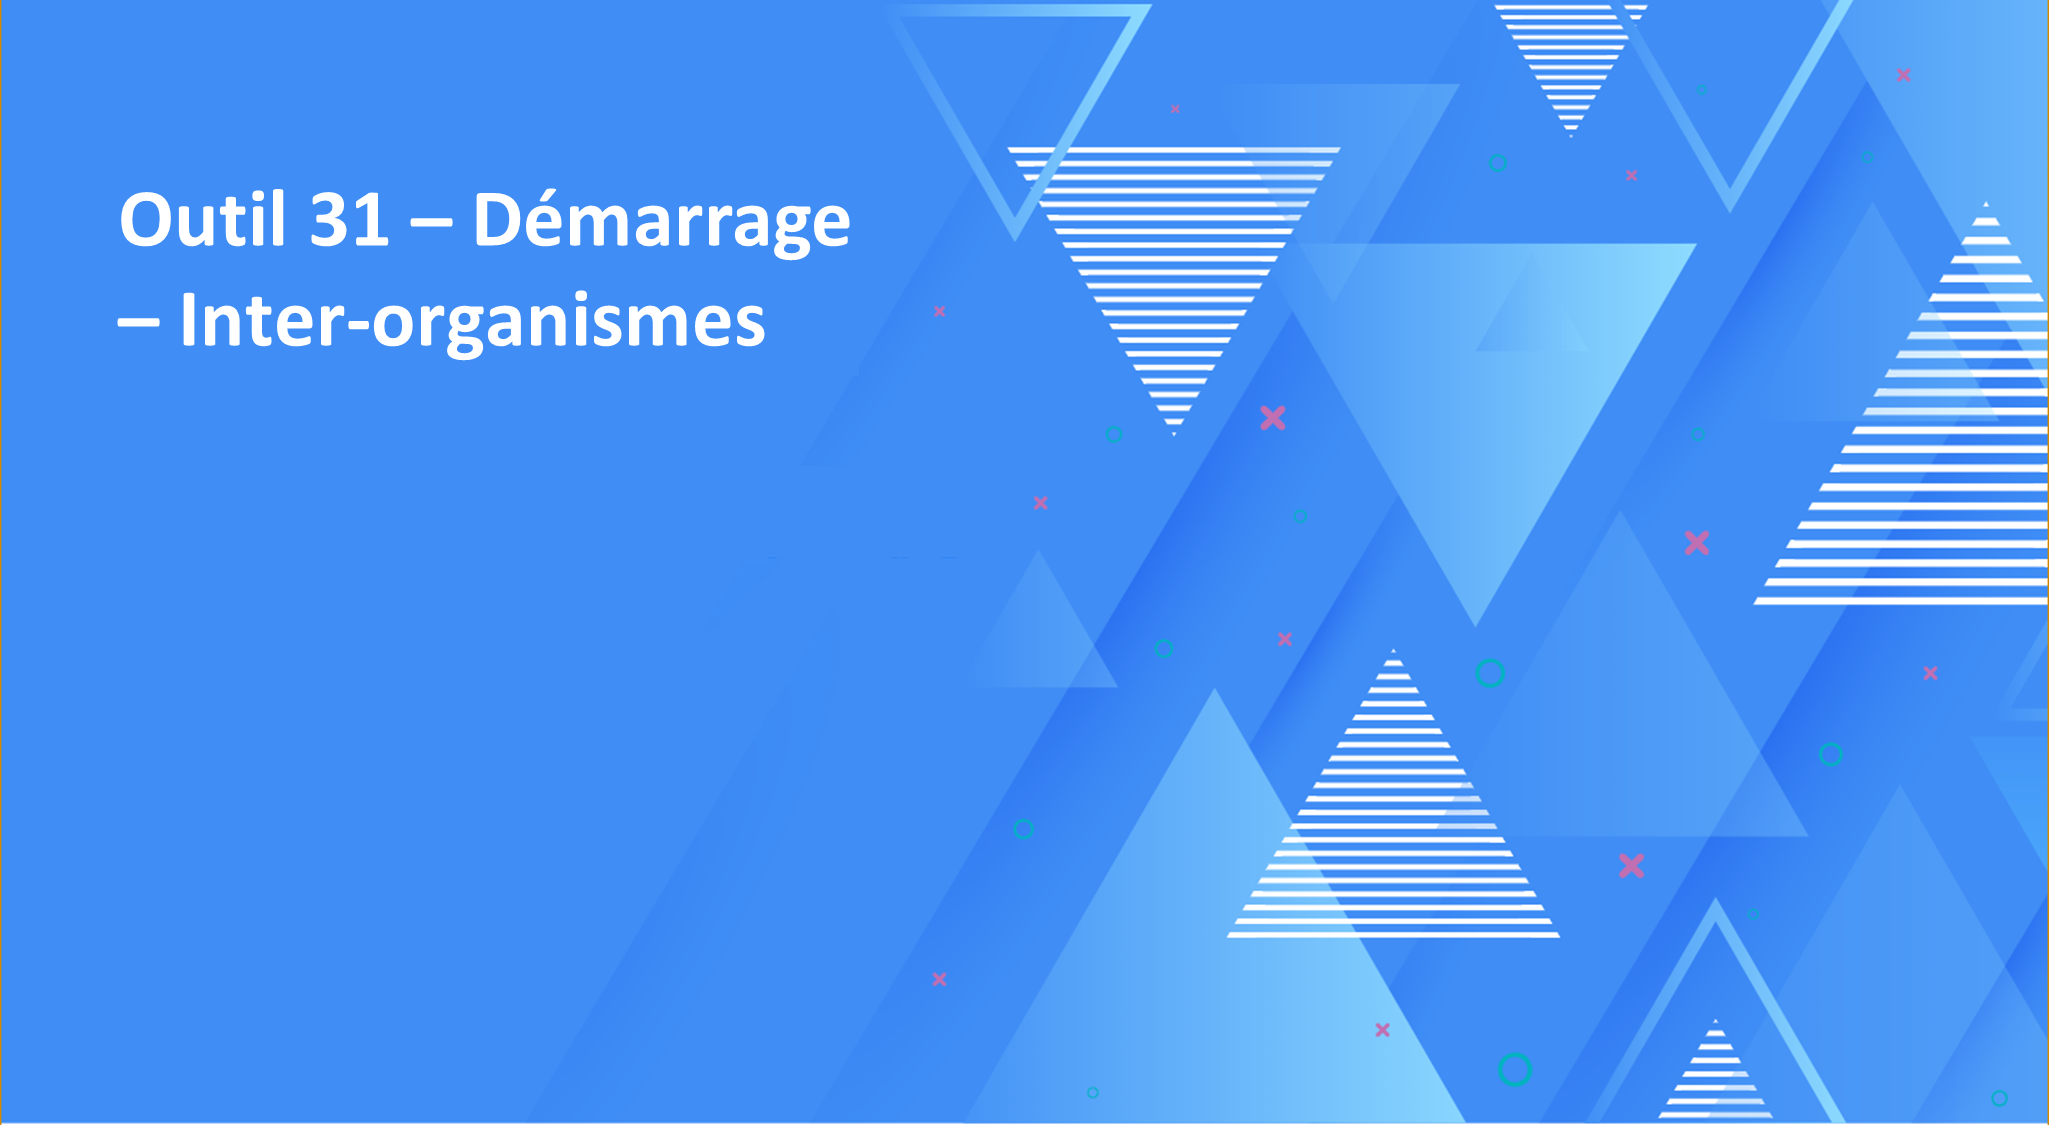 Outil 31 – Démarrage
– Inter-organismes